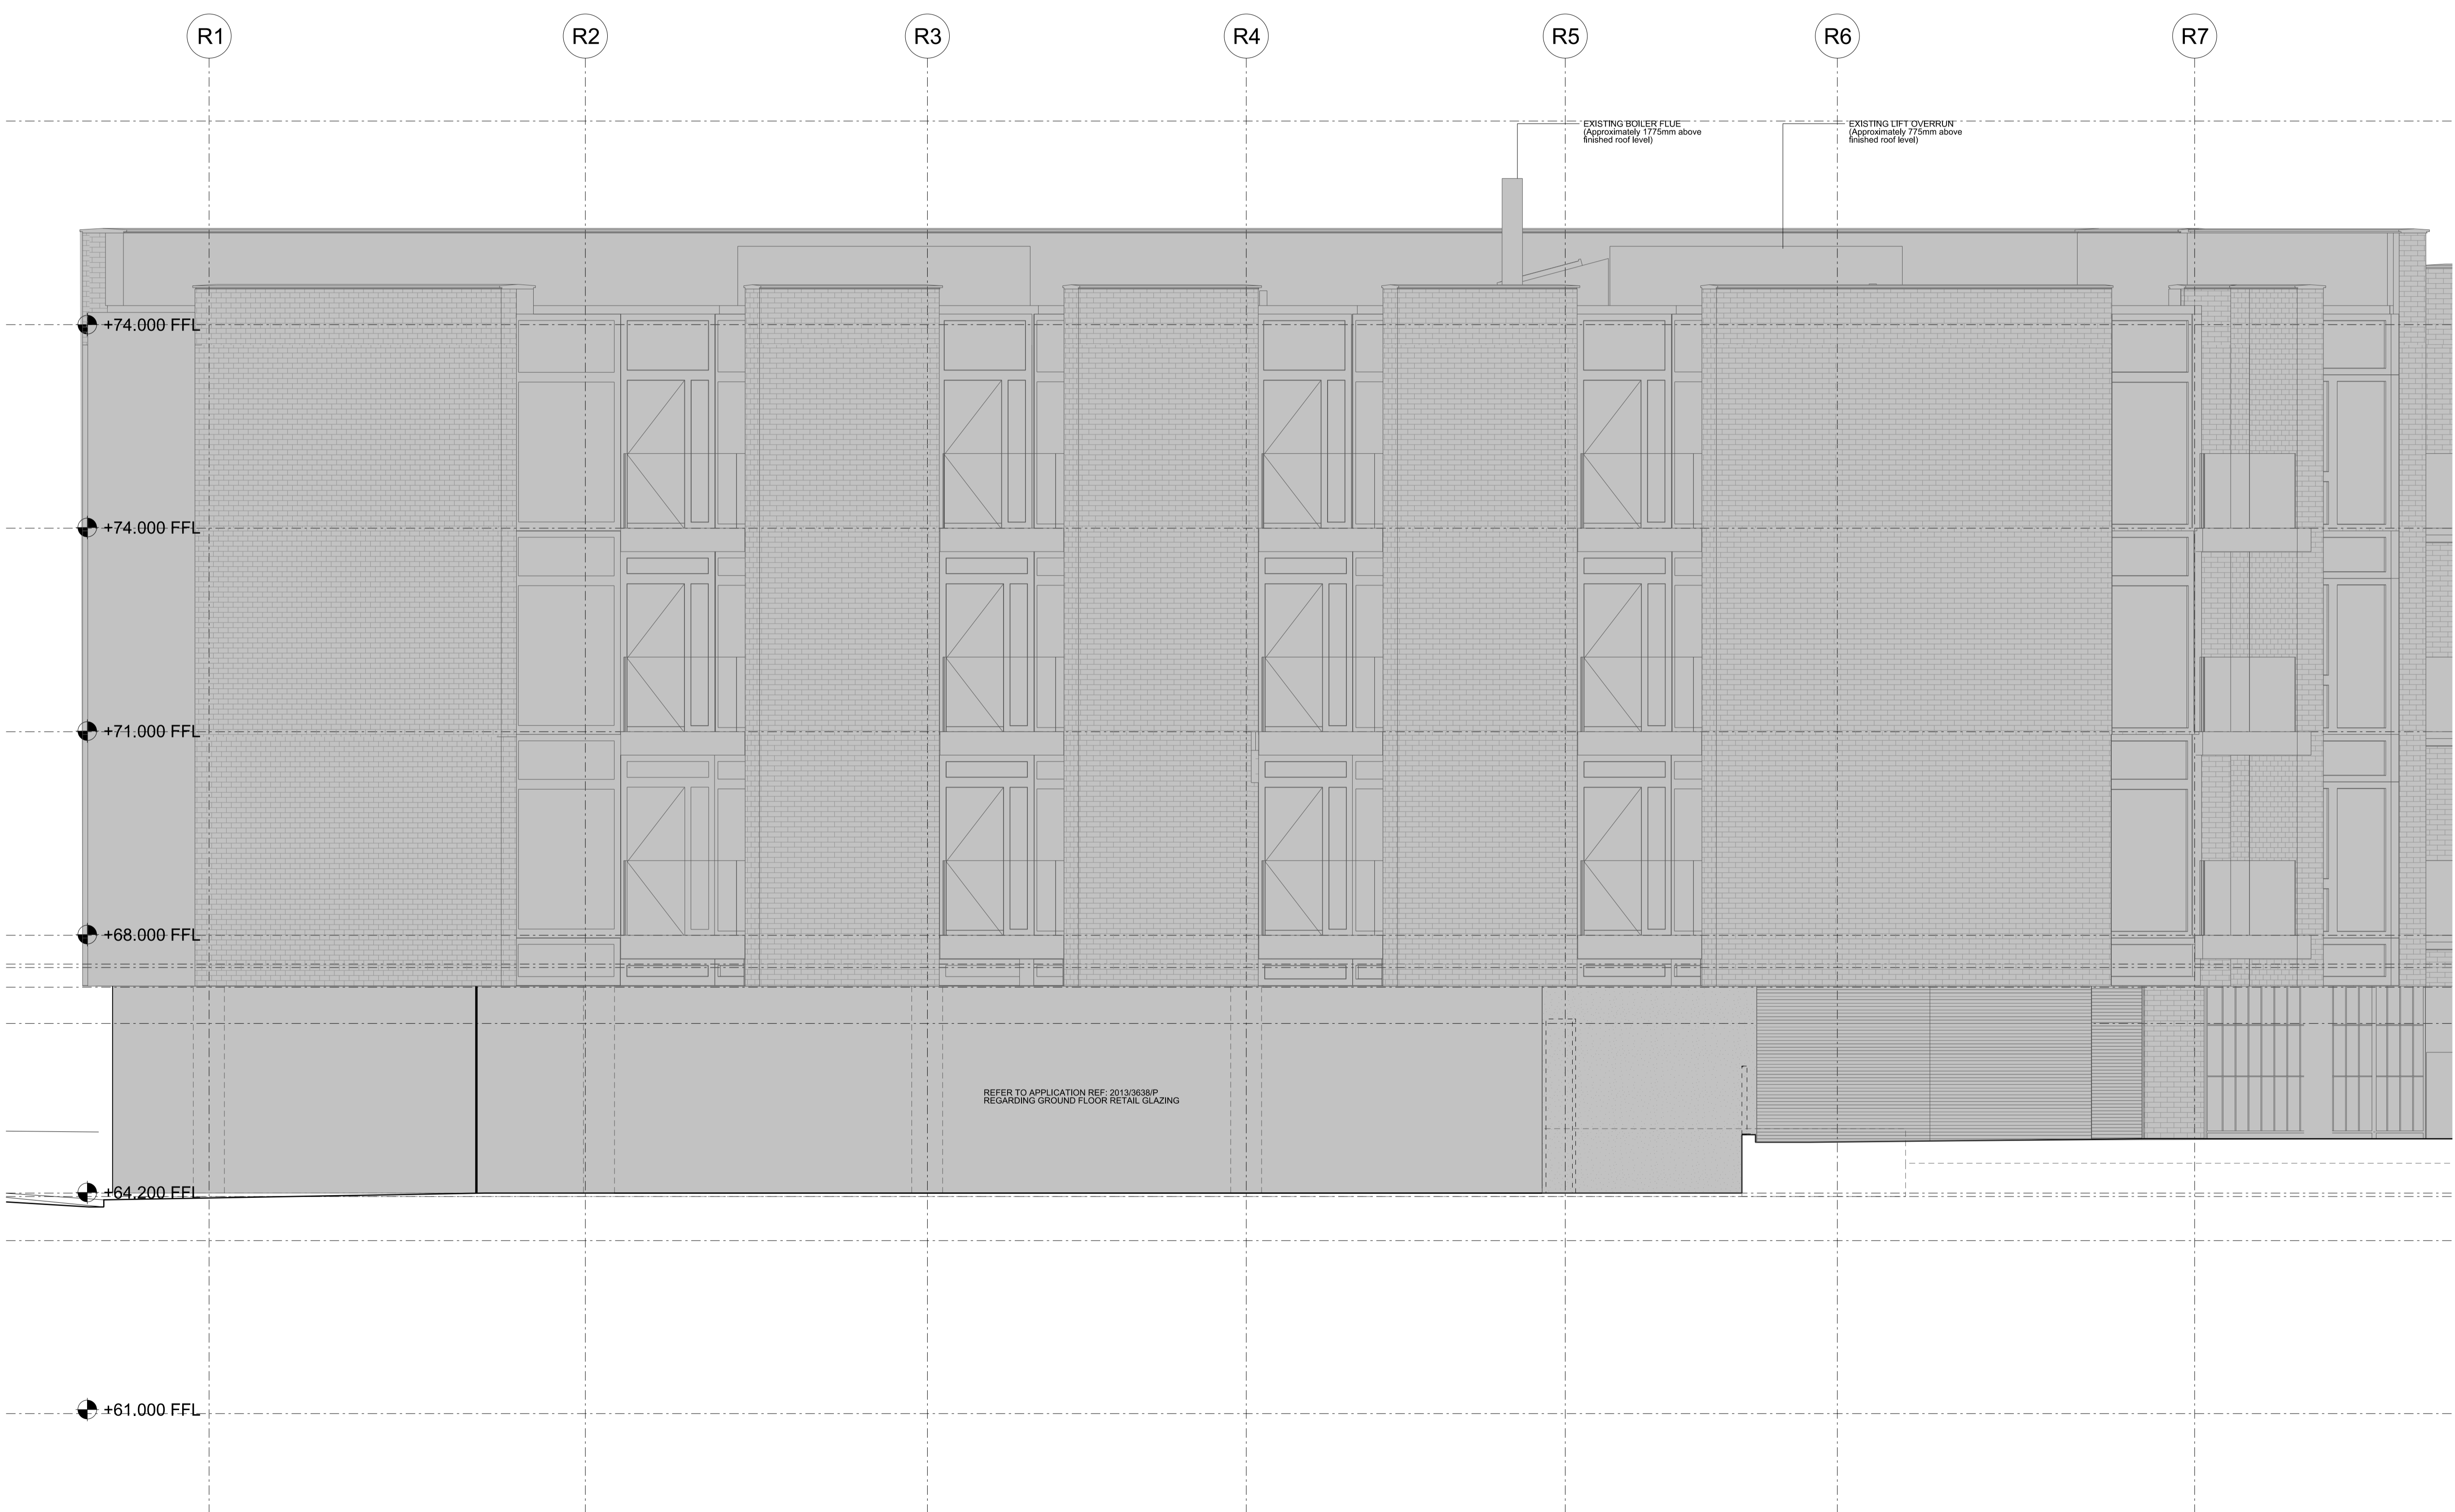 R1 R2 R3 R4 R5 R6 R7
EXISTING BOILER FLUE
(Approximately 1775mm above
finished roof level)
EXISTING LIFT OVERRUN
(Approximately 775mm above
finished roof level)
+74.000 FFL
+74.000 FFL
+71.000 FFL
+68.000 FFL
REFER TO APPLICATION REF: 2013/3638/P
REGARDING GROUND FLOOR RETAIL GLAZING
+64.200 FFL
+61.000 FFL